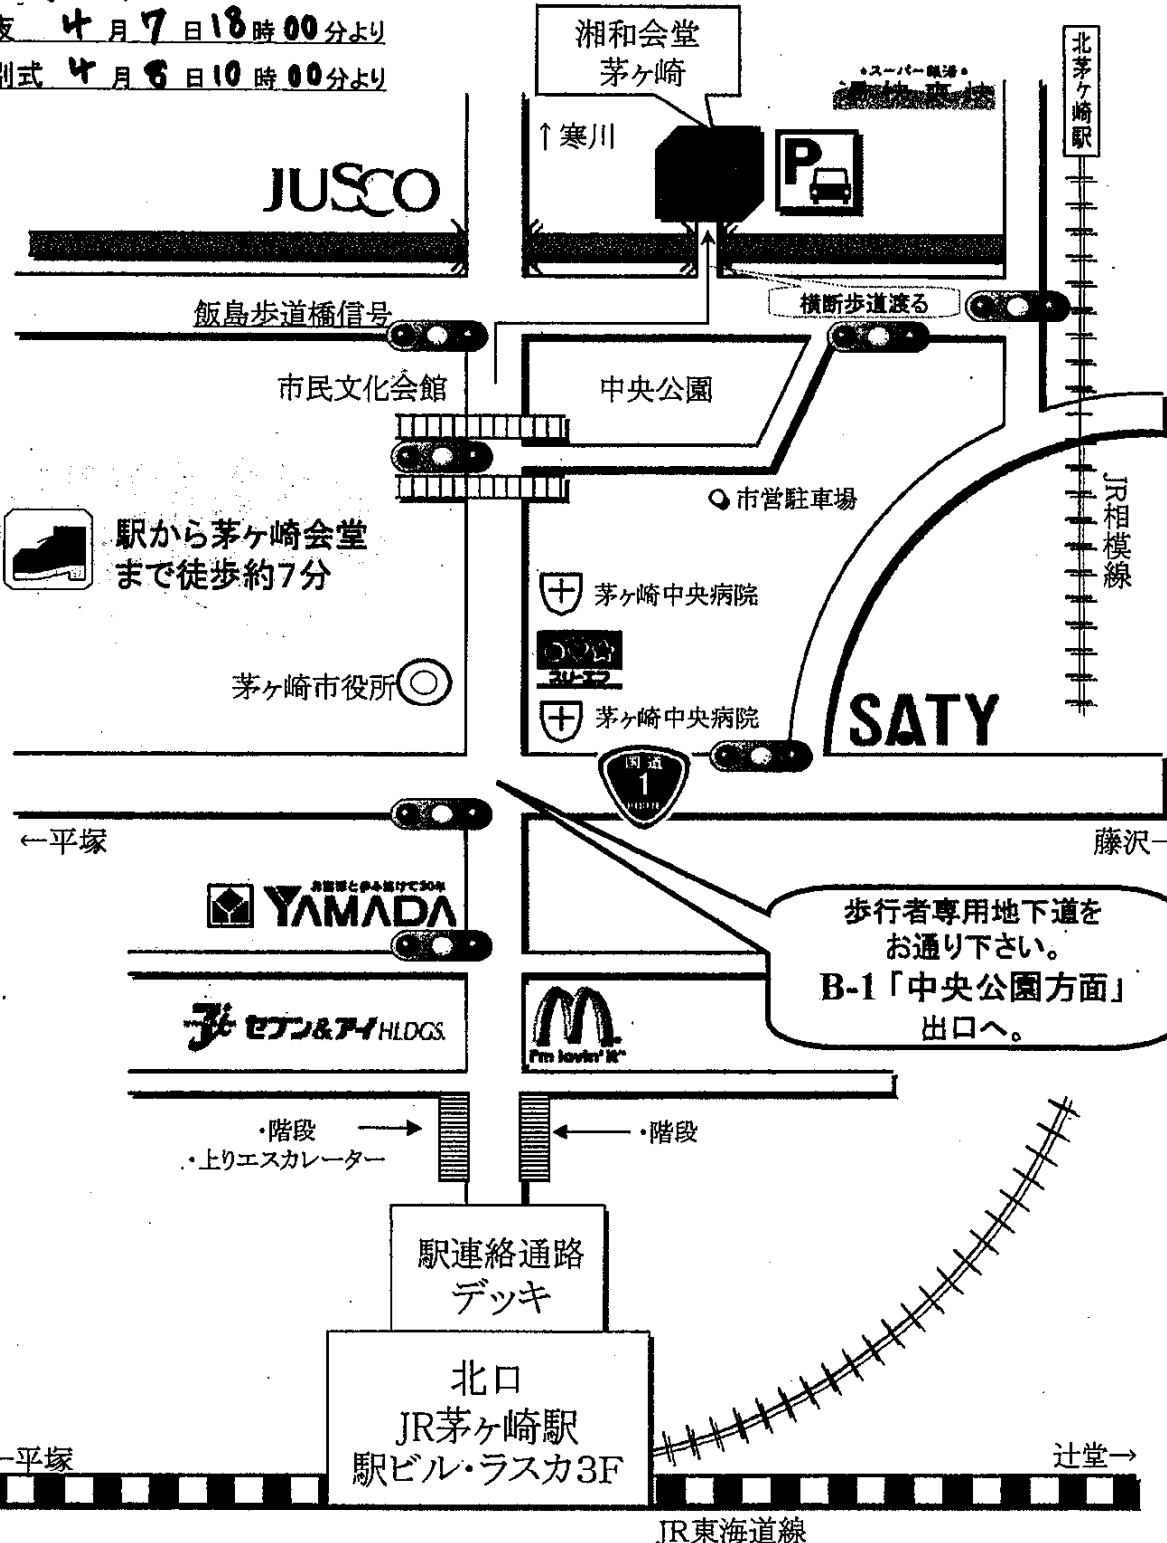 夜 4月7日18時00分より
別式 4月8日10時00分より
湘和会堂
茅ヶ崎
・スーパー銭湯・
北茅ヶ崎駅
↑寒川
P
JUSCO
横断歩道渡る
飯島歩道橋信号
市民文化会館
中央公園
市営駐車場
JR相模線
駅から茅ヶ崎会堂
まで徒歩約7分
茅ヶ崎中央病院
スリーエフ
茅ヶ崎市役所
茅ヶ崎中央病院
SATY
国道
1
ROUTE
←平塚
藤沢
YAMADA
歩行者専用地下道を
お通り下さい。
B-1「中央公園方面」
出口へ。
セブン&アイHLDGS.
i'm lovin' it
・階段
・上りエスカレーター
・階段
駅連絡通路
デッキ
北口
JR茅ヶ崎駅
駅ビル・ラスカ3F
←平塚
辻堂→
JR東海道線